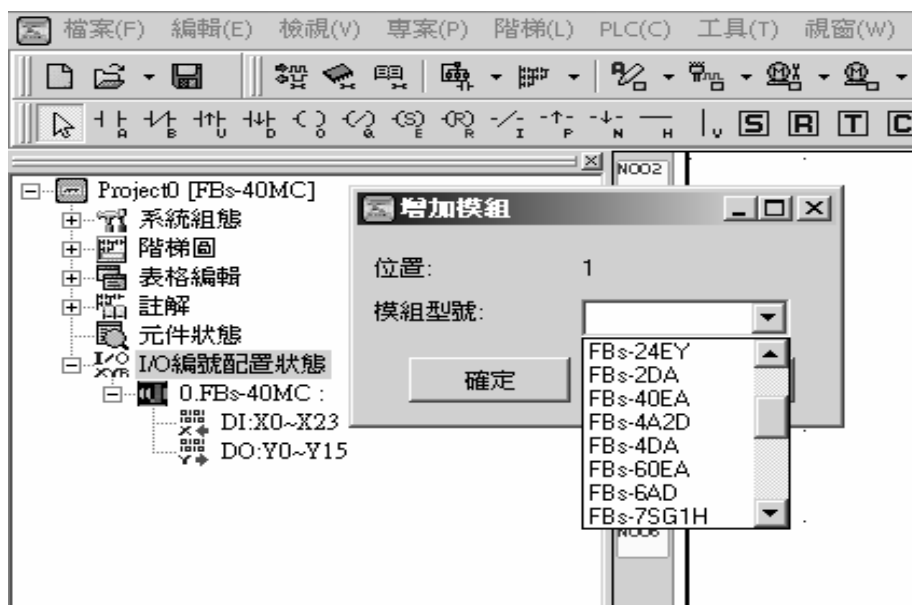 檔案(F) 編輯(E) 檢視(V) 專案(P) 階梯(L) PLC(C) 工具(T) 視窗(W)
A B U D O Q E R I P N H V S R T C
N002
Project0 [FBs-40MC]
系統組態
階梯圖
表格編輯
註解
元件狀態
I/O編號配置狀態
0.FBs-40MC :
DI:X0~X23
DO:Y0~Y15
增加模組
位置: 1
模組型號:
確定
FBs-24EY
FBs-2DA
FBs-40EA
FBs-4A2D
FBs-4DA
FBs-60EA
FBs-6AD
FBs-7SG1H
N006